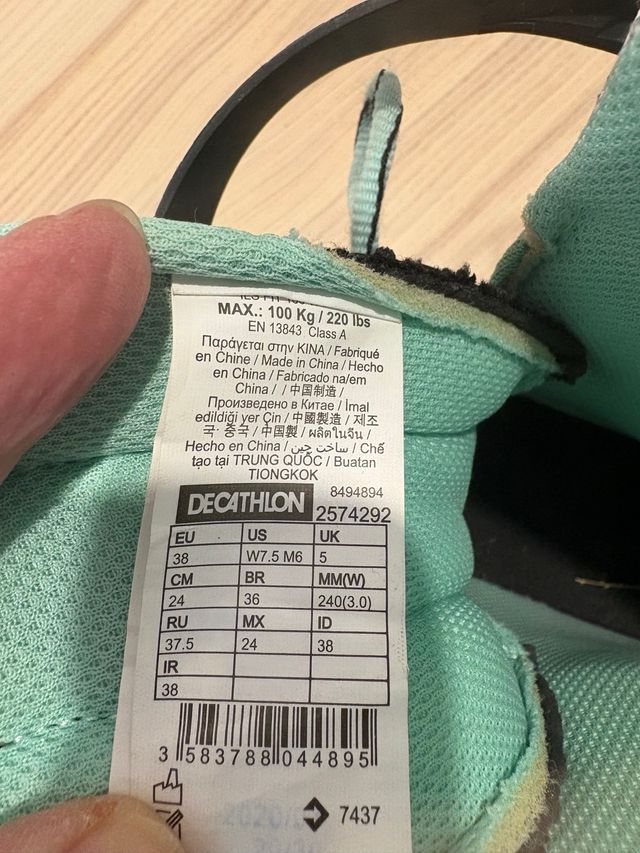 MAX.: 100 Kg / 220 lbs
EN 13843 Class A
Παράγεται στην ΚΙΝΑ / Fabriqué
en Chine / Made in China / Hecho
en China / Fabricado na/em
China / / 中国制造 /
Произведено в Китае / İmal
edildiği yer Çin / 中國製造 / 제조
국: 중국 / 中国製 / ผลิตในจีน /
Hecho en China / ساخت چین / Chế
tạo tại TRUNG QUỐC / Buatan
TIONGKOK
8494894
DECATHLON 2574292
EU US UK
38 W7.5 M6 5
CM BR MM(W)
24 36 240(3.0)
RU MX ID
37.5 24 38
IR
38
3 583788 044895
7437